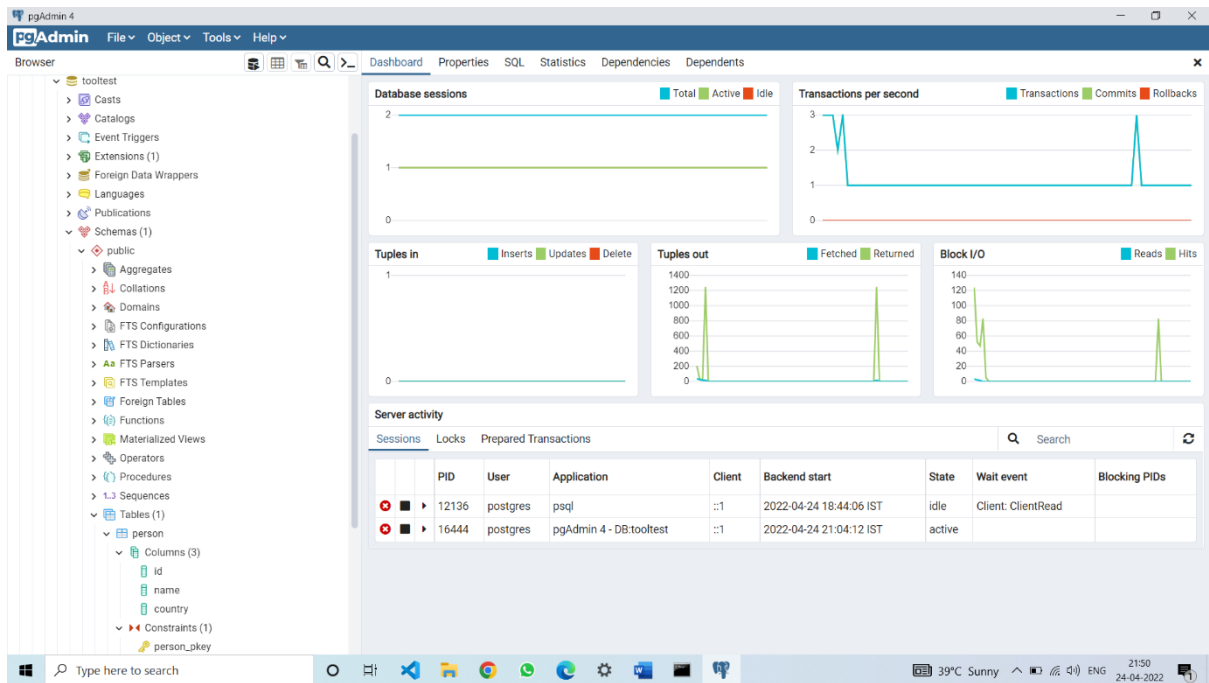 pgAdmin 4
pgAdmin File Object Tools Help
Browser
Dashboard Properties SQL Statistics Dependencies Dependents
tooltest
Casts
Catalogs
Event Triggers
Extensions (1)
Foreign Data Wrappers
Languages
Publications
Schemas (1)
public
Aggregates
Collations
Domains
FTS Configurations
FTS Dictionaries
Aa FTS Parsers
FTS Templates
Foreign Tables
Functions
Materialized Views
Operators
Procedures
1..3 Sequences
Tables (1)
person
Columns (3)
id
name
country
Constraints (1)
person_pkey
Database sessions Total Active Idle
2
1
0
Transactions per second Transactions Commits Rollbacks
3
2
1
0
Tuples in Inserts Updates Delete
1
0
Tuples out Fetched Returned
1400
1200
1000
800
600
400
200
0
Block I/O Reads Hits
140
120
100
80
60
40
20
0
Server activity
Sessions Locks Prepared Transactions Search
PID User Application Client Backend start State Wait event Blocking PIDs
12136 postgres psql ::1 2022-04-24 18:44:06 IST idle Client: ClientRead
16444 postgres pgAdmin 4 - DB:tooltest ::1 2022-04-24 21:04:12 IST active
Type here to search
39°C Sunny ENG 21:50
24-04-2022
1